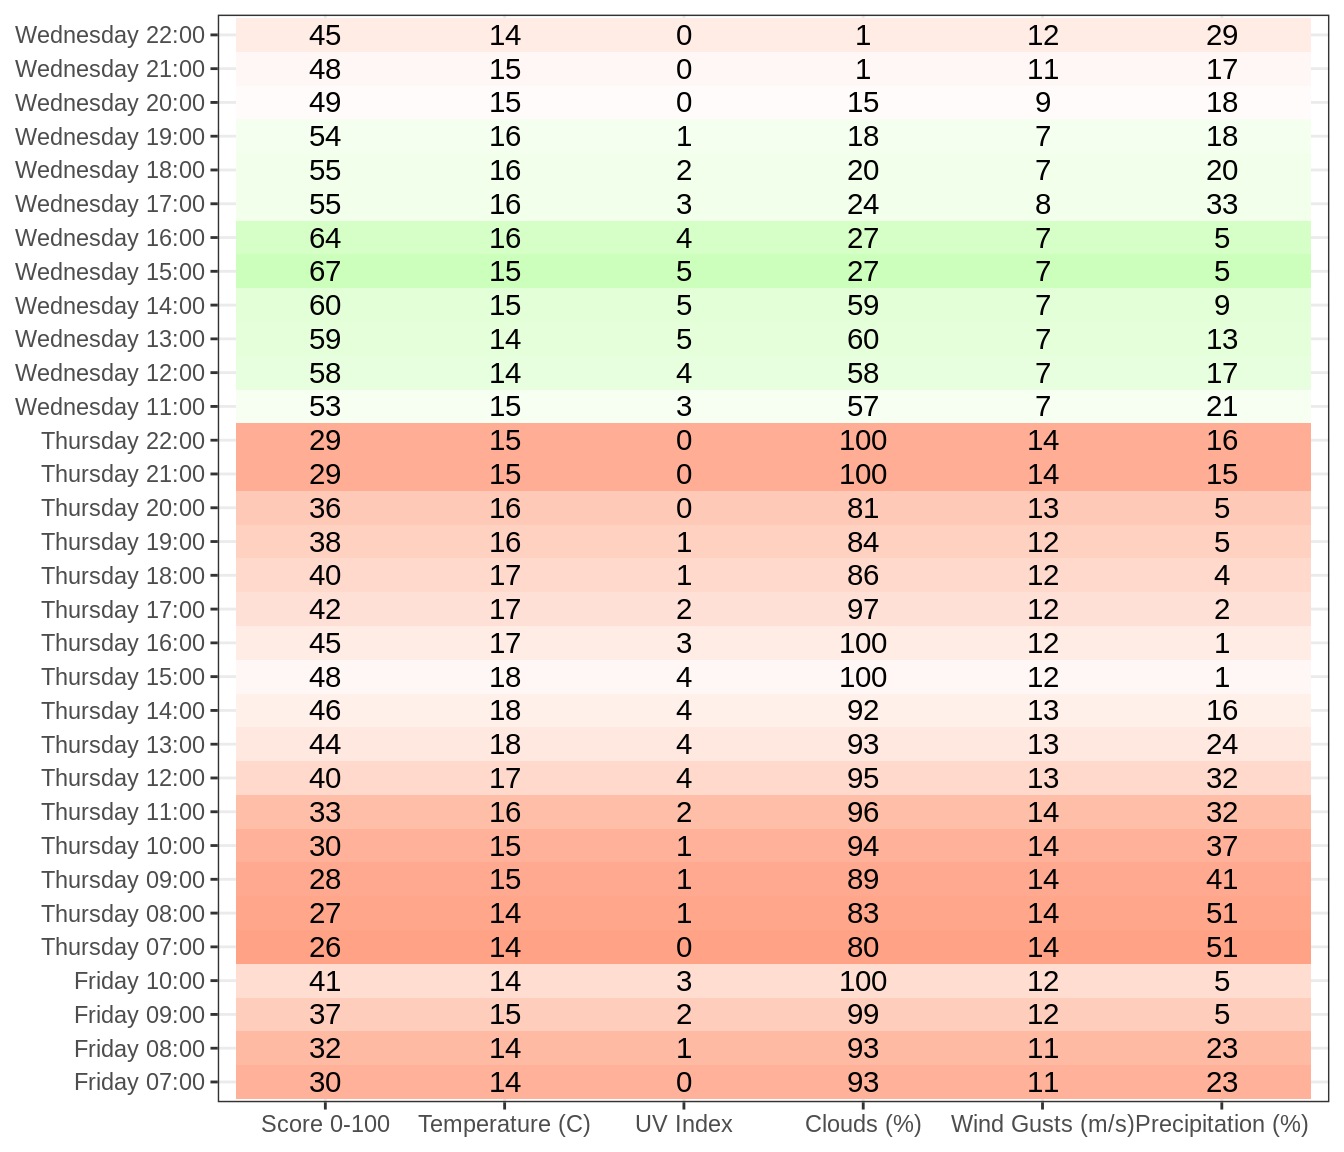 Wednesday 22:00 45 14 0 1 12 29
Wednesday 21:00 48 15 0 1 11 17
Wednesday 20:00 49 15 0 15 9 18
Wednesday 19:00 54 16 1 18 7 18
Wednesday 18:00 55 16 2 20 7 20
Wednesday 17:00 55 16 3 24 8 33
Wednesday 16:00 64 16 4 27 7 5
Wednesday 15:00 67 15 5 27 7 5
Wednesday 14:00 60 15 5 59 7 9
Wednesday 13:00 59 14 5 60 7 13
Wednesday 12:00 58 14 4 58 7 17
Wednesday 11:00 53 15 3 57 7 21
Thursday 22:00 29 15 0 100 14 16
Thursday 21:00 29 15 0 100 14 15
Thursday 20:00 36 16 0 81 13 5
Thursday 19:00 38 16 1 84 12 5
Thursday 18:00 40 17 1 86 12 4
Thursday 17:00 42 17 2 97 12 2
Thursday 16:00 45 17 3 100 12 1
Thursday 15:00 48 18 4 100 12 1
Thursday 14:00 46 18 4 92 13 16
Thursday 13:00 44 18 4 93 13 24
Thursday 12:00 40 17 4 95 13 32
Thursday 11:00 33 16 2 96 14 32
Thursday 10:00 30 15 1 94 14 37
Thursday 09:00 28 15 1 89 14 41
Thursday 08:00 27 14 1 83 14 51
Thursday 07:00 26 14 0 80 14 51
Friday 10:00 41 14 3 100 12 5
Friday 09:00 37 15 2 99 12 5
Friday 08:00 32 14 1 93 11 23
Friday 07:00 30 14 0 93 11 23
Score 0-100 Temperature (C) UV Index Clouds (%) Wind Gusts (m/s) Precipitation (%)